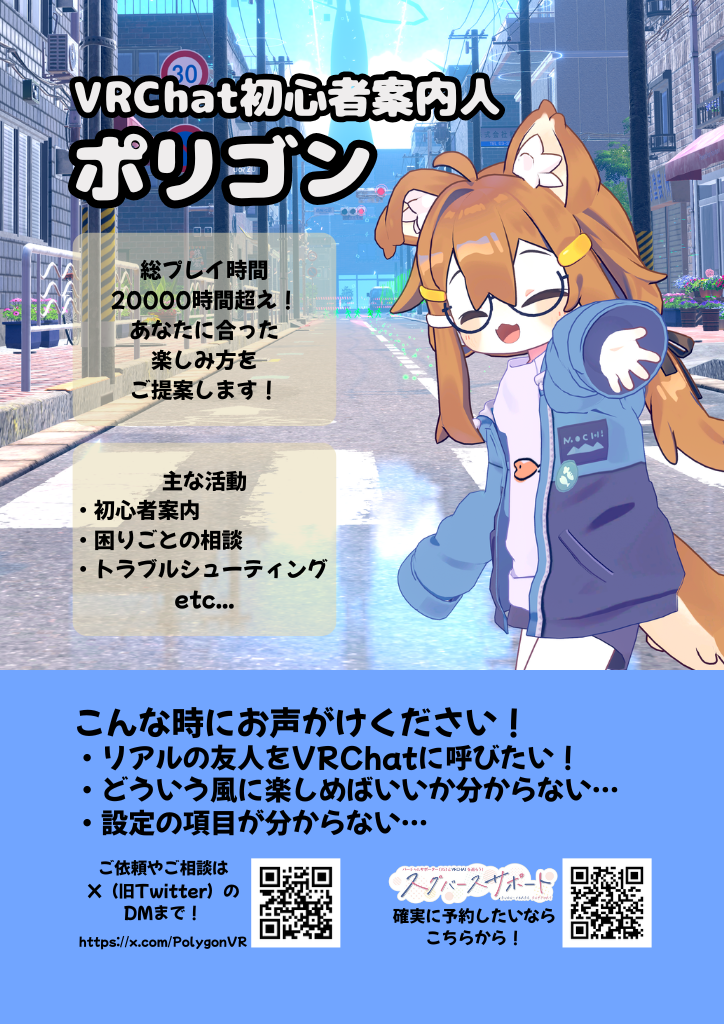 30
VRChat初心者案内人
ポリゴン
総プレイ時間
20000時間超え！
あなたに合った
楽しみ方を
ご提案します！
主な活動
・初心者案内
・困りごとの相談
・トラブルシューティング
etc...
MOCHI
こんな時にお声がけください！
・リアルの友人をVRChatに呼びたい！
・どういう風に楽しめばいいか分からない…
・設定の項目が分からない…
ご依頼やご相談は
X（旧Twitter）の
DMまで！
https://x.com/PolygonVR
スグバースサポート
確実に予約したいなら
こちらから！